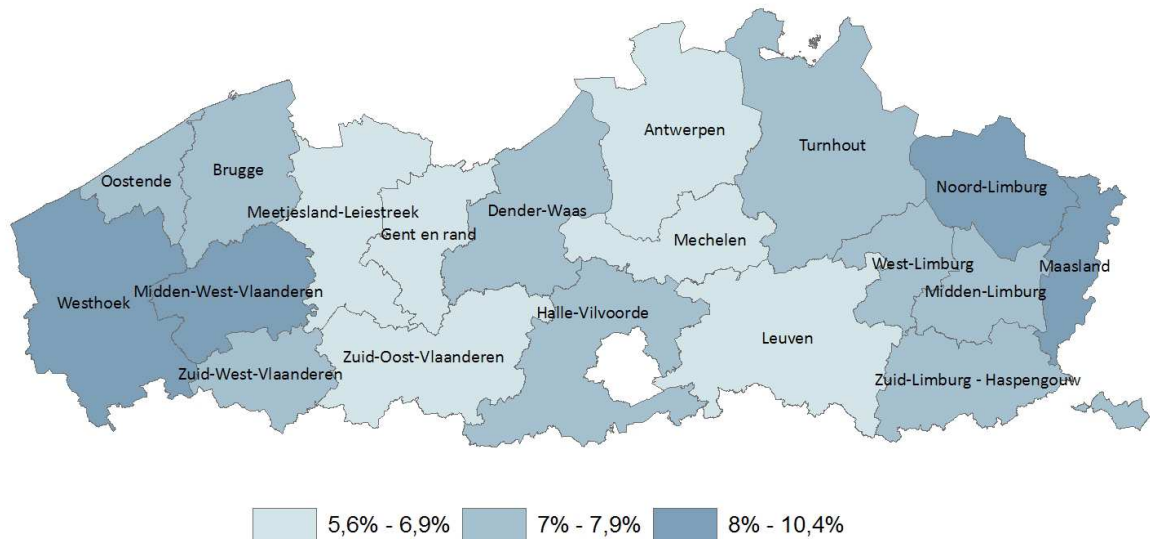 Antwerpen
Turnhout
Brugge
Oostende
Noord-Limburg
Meetjesland-Leiestreek
Dender-Waas
Gent en rand
Mechelen
West-Limburg
Maasland
Midden-West-Vlaanderen
Midden-Limburg
Westhoek
Halle-Vilvoorde
Leuven
Zuid-Oost-Vlaanderen
Zuid-West-Vlaanderen
Zuid-Limburg - Haspengouw
5,6% - 6,9%
7% - 7,9%
8% - 10,4%